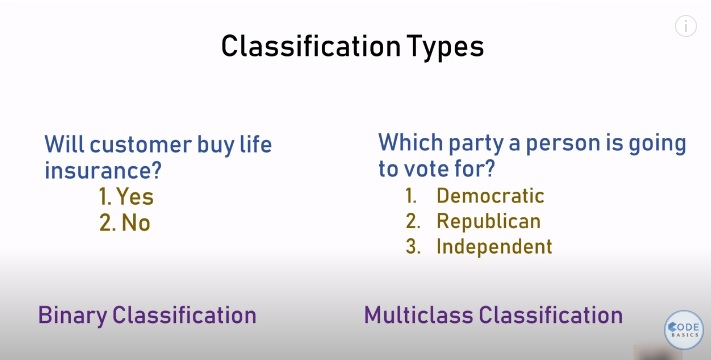 Classification Types
Will customer buy life
insurance?
1. Yes
2. No
Which party a person is going
to vote for?
1. Democratic
2. Republican
3. Independent
Binary Classification
Multiclass Classification
CODE
BASICS
i